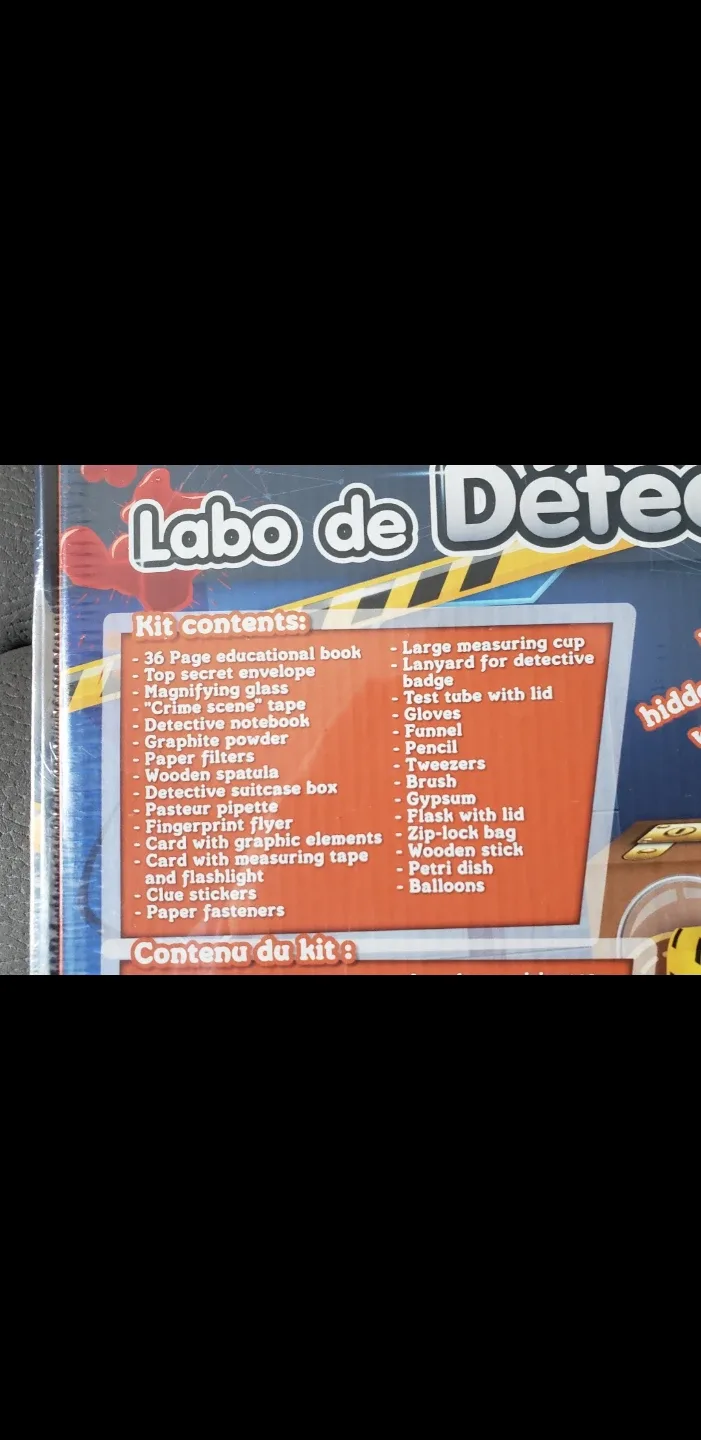 Labo de
Kit contents:
- 36 Page educational book
- Top secret envelope
- Magnifying glass
- "Crime scene" tape
- Detective notebook
- Graphite powder
- Paper filters
- Wooden spatula
- Detective suitcase box
- Pasteur pipette
- Fingerprint flyer
- Card with graphic elements
- Card with measuring tape
and flashlight
- Clue stickers
- Paper fasteners
- Large measuring cup
- Lanyard for detective
badge
- Test tube with lid
- Gloves
- Funnel
- Pencil
- Tweezers
- Brush
- Gypsum
- Flask with lid
- Zip-lock bag
- Wooden stick
- Petri dish
- Balloons
Contenu du kit :